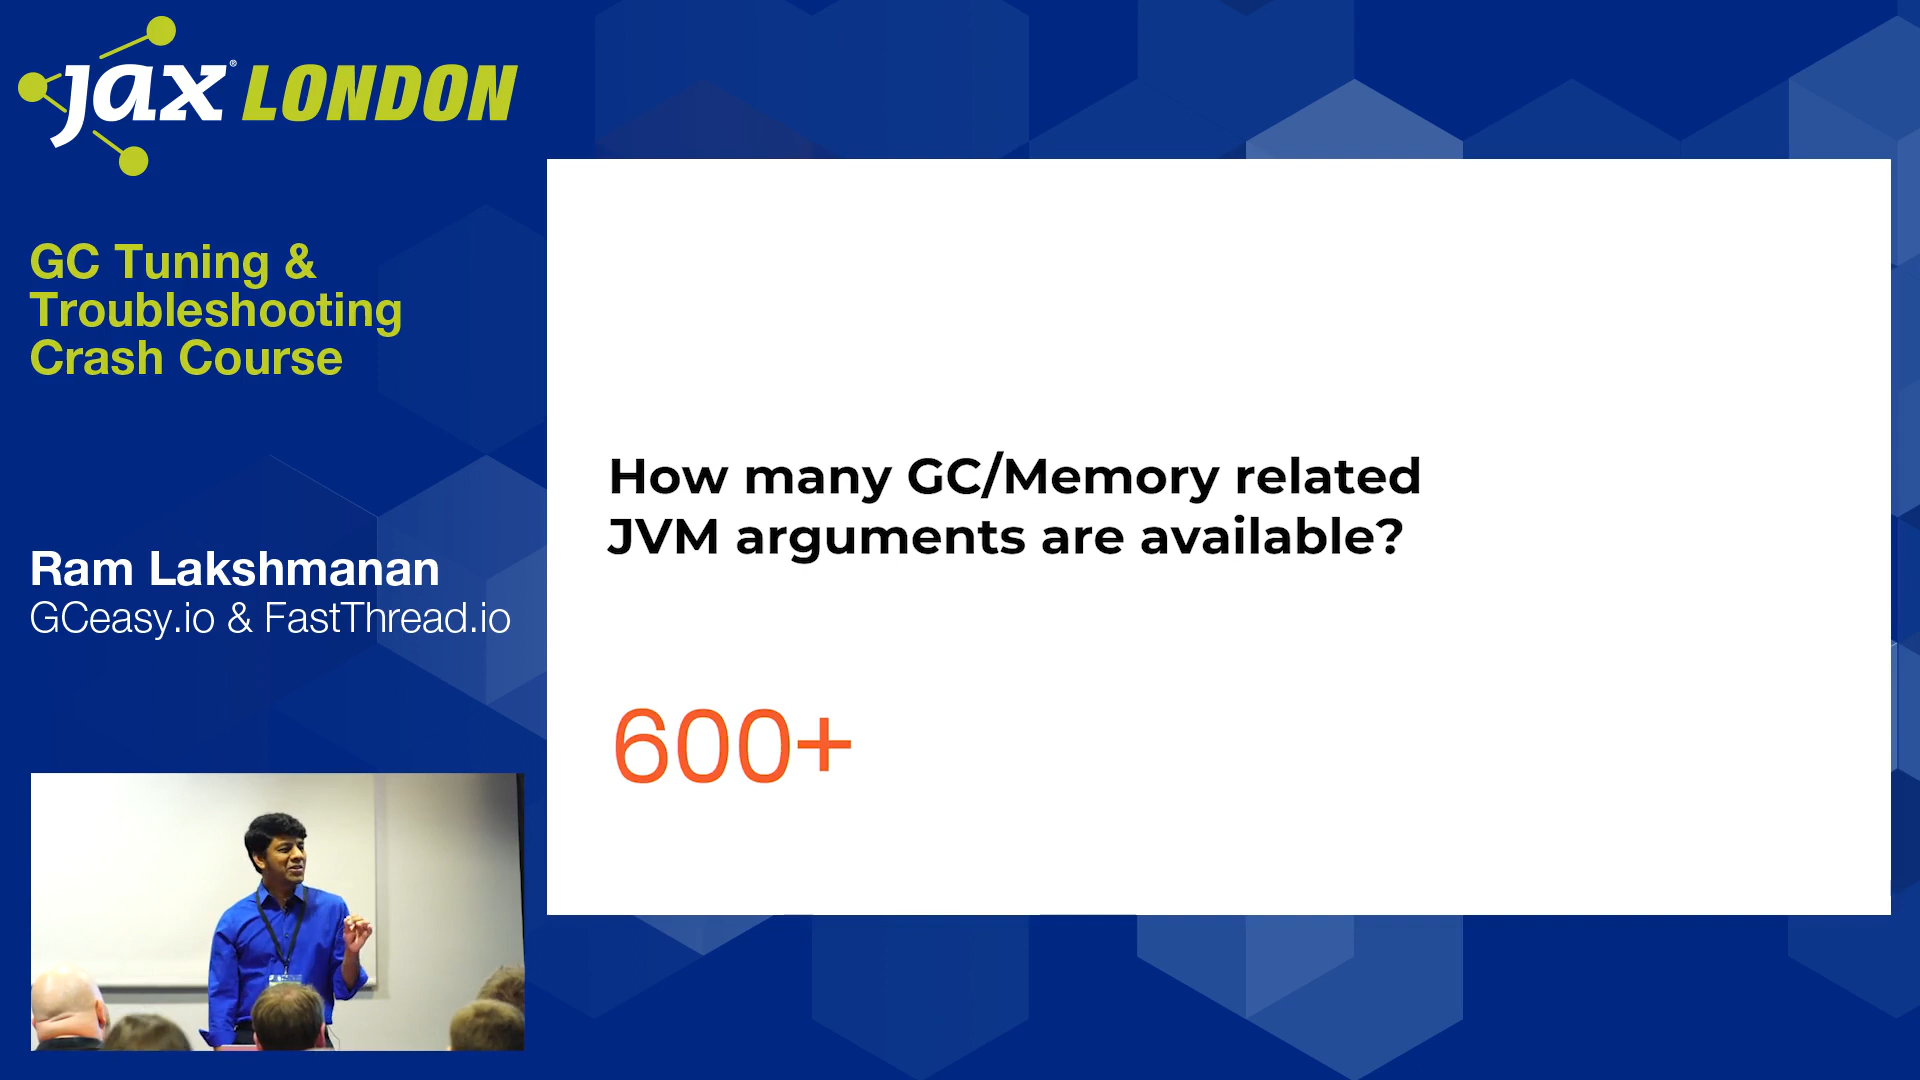 jax® LONDON
GC Tuning &
Troubleshooting
Crash Course
Ram Lakshmanan
GCeasy.io & FastThread.io
How many GC/Memory related
JVM arguments are available?
600+